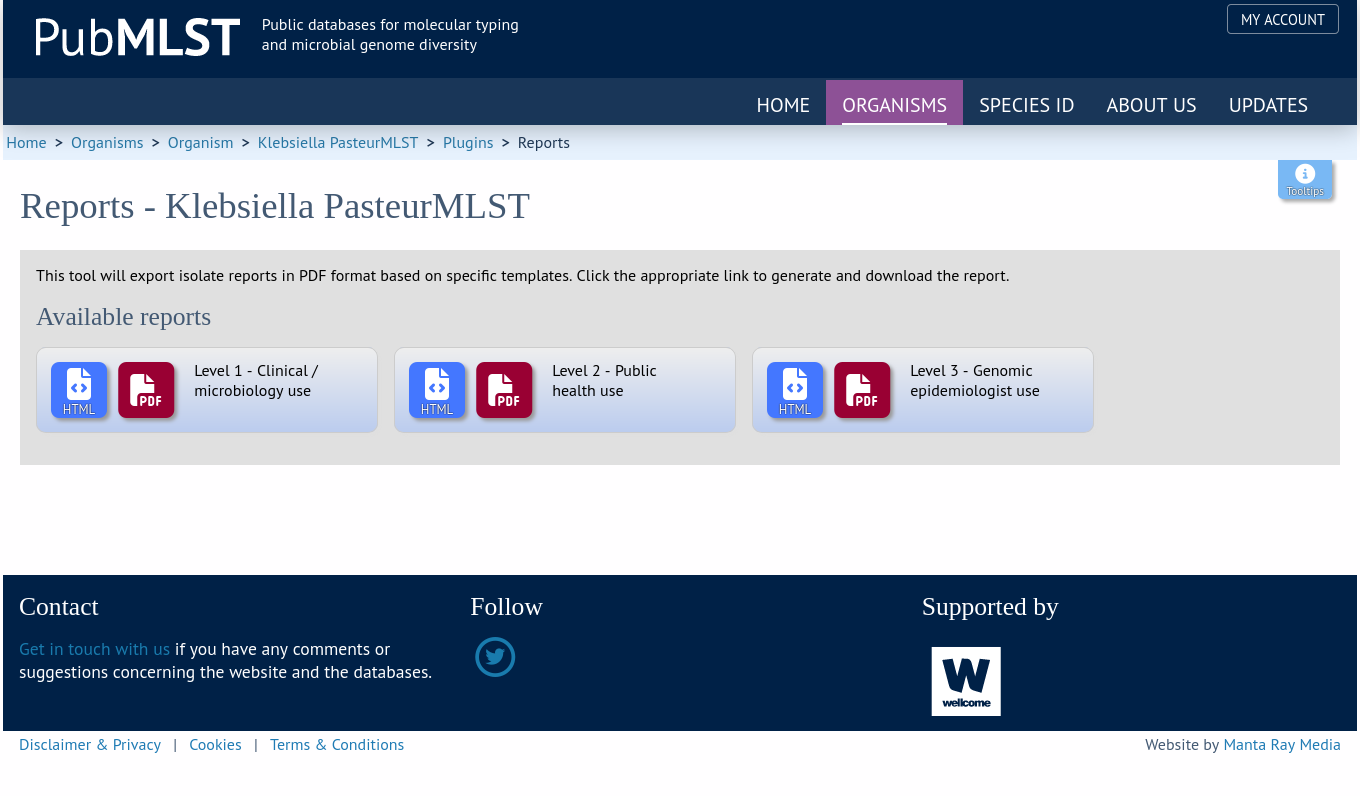 PubMLST
Public databases for molecular typing
and microbial genome diversity
MY ACCOUNT
HOME ORGANISMS SPECIES ID ABOUT US UPDATES
Home > Organisms > Organism > Klebsiella PasteurMLST > Plugins > Reports
Tooltips
Reports - Klebsiella PasteurMLST
This tool will export isolate reports in PDF format based on specific templates. Click the appropriate link to generate and download the report.
Available reports
HTML
PDF
Level 1 - Clinical /
microbiology use
HTML
PDF
Level 2 - Public
health use
HTML
PDF
Level 3 - Genomic
epidemiologist use
Contact
Get in touch with us if you have any comments or
suggestions concerning the website and the databases.
Follow
Supported by
W
wellcome
Disclaimer & Privacy | Cookies | Terms & Conditions
Website by Manta Ray Media